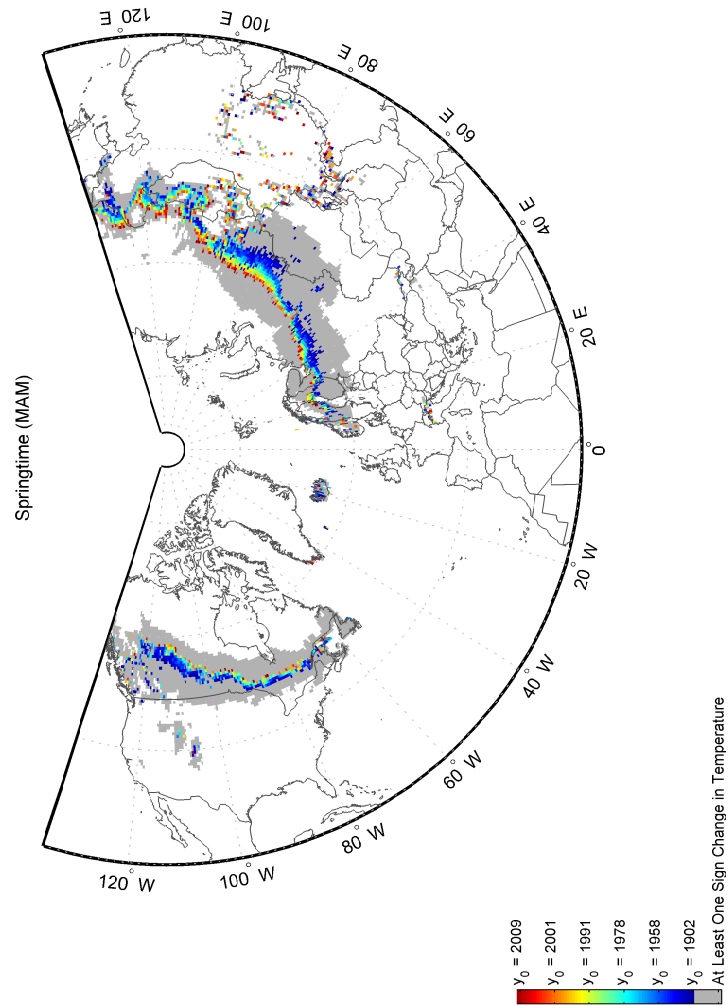 Springtime (MAM)
120 E
100 E
80 E
60 E
40 E
20 E
0
20 W
40 W
60 W
80 W
100 W
120 W
y0 = 2009
y0 = 2001
y0 = 1991
y0 = 1978
y0 = 1958
y0 = 1902
At Least One Sign Change in Temperature